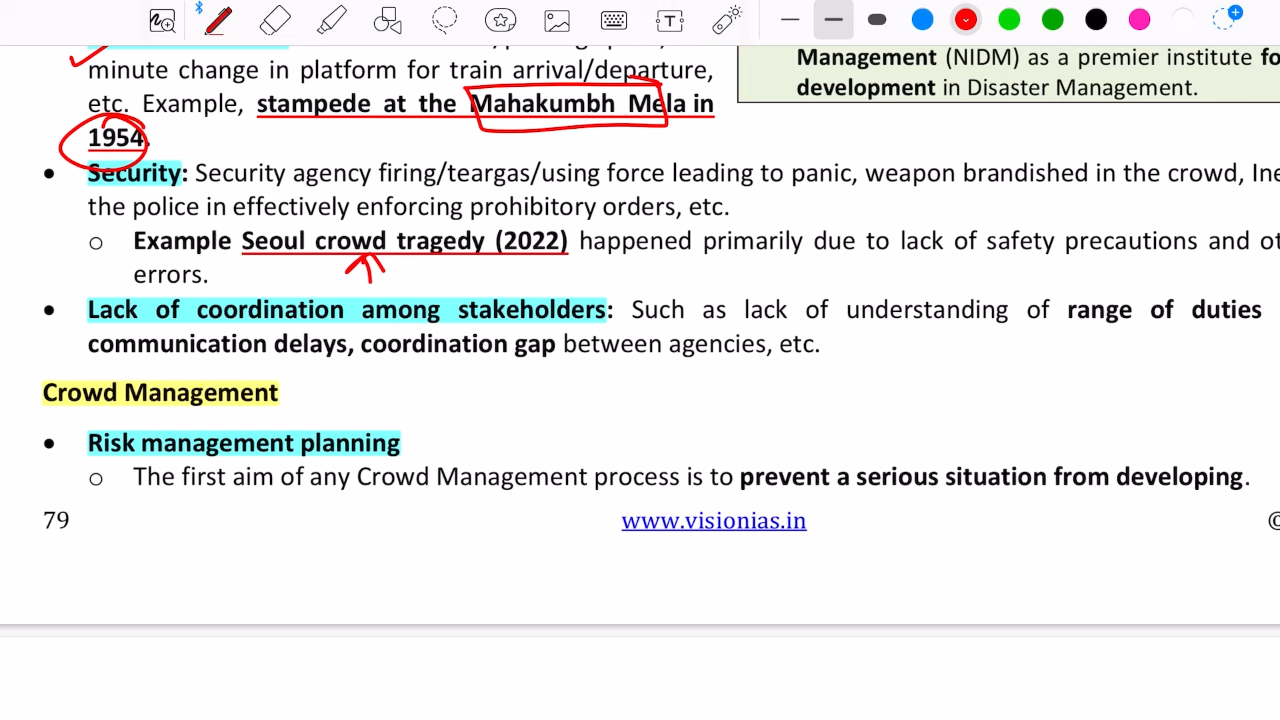 Management (NIDM) as a premier institute
development in Disaster Management.
minute change in platform for train arrival/departure,
etc. Example, stampede at the Mahakumbh Mela in
1954.
• Security: Security agency firing/teargas/using force leading to panic, weapon brandished in the crowd,
the police in effectively enforcing prohibitory orders, etc.
o Example Seoul crowd tragedy (2022) happened primarily due to lack of safety precautions and
errors.
• Lack of coordination among stakeholders: Such as lack of understanding of range of duties
communication delays, coordination gap between agencies, etc.
Crowd Management
• Risk management planning
o The first aim of any Crowd Management process is to prevent a serious situation from developing.
79 www.visionias.in ©